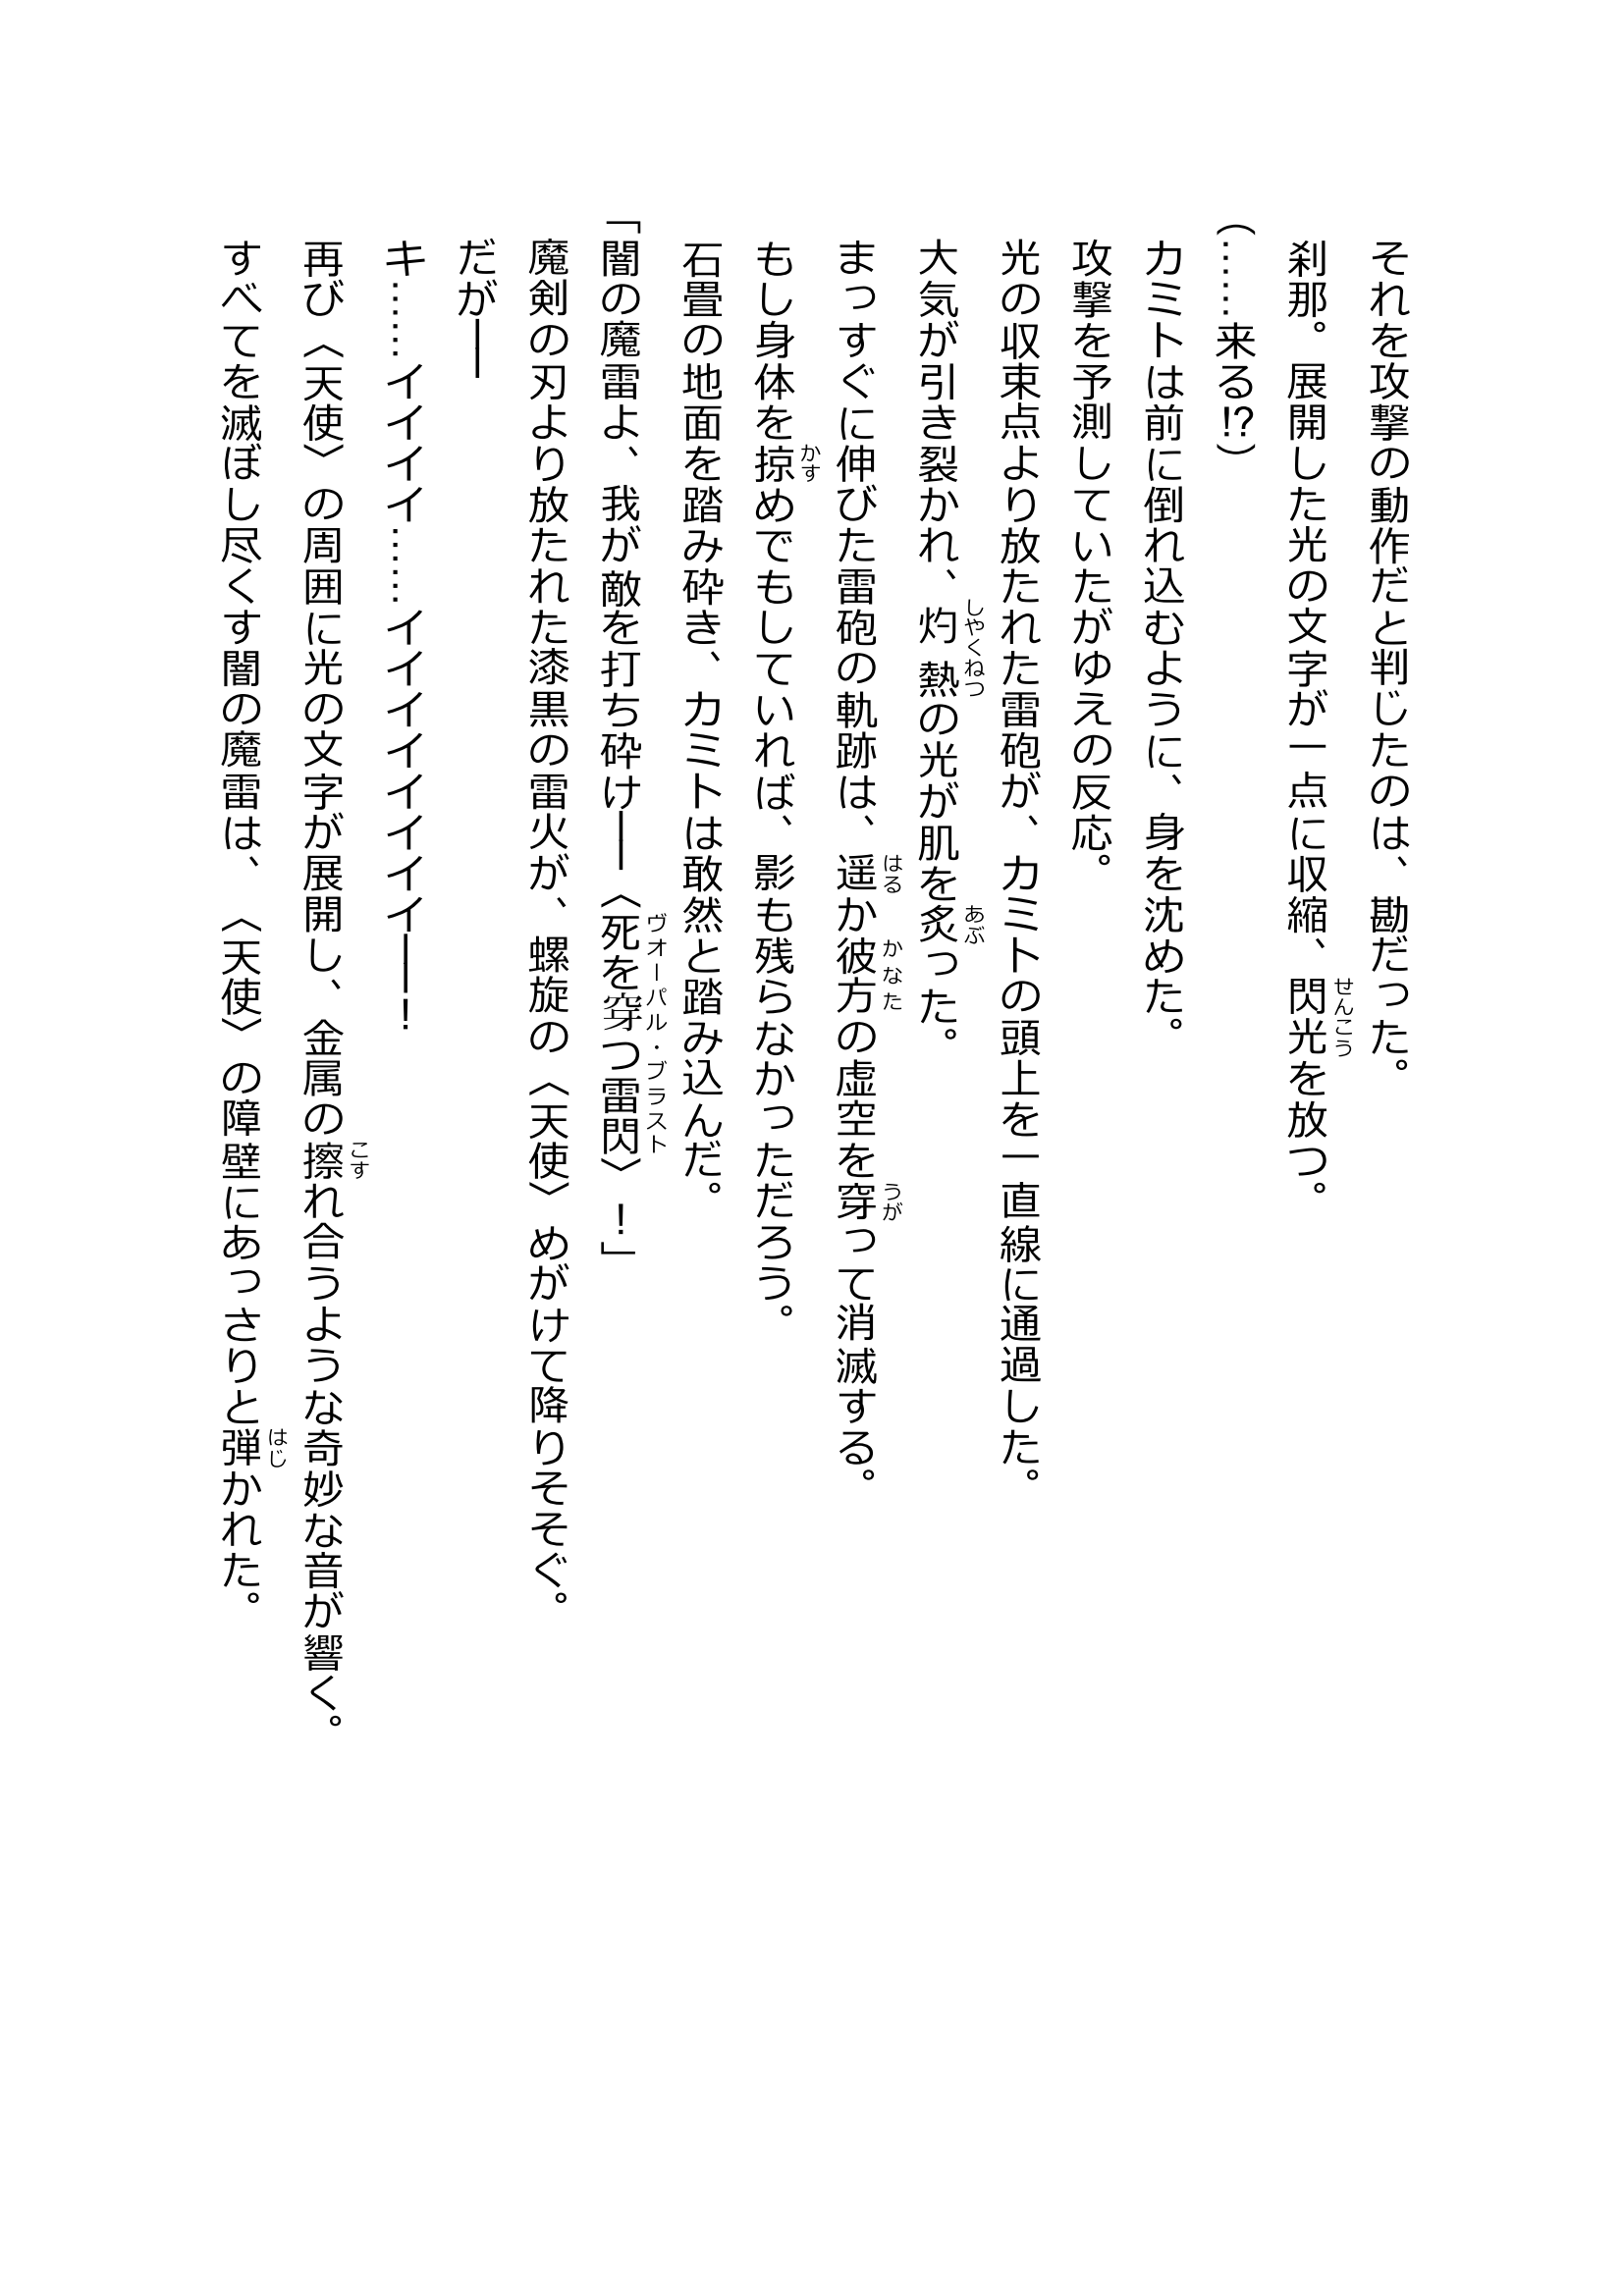 それを攻撃の動作だと判じたのは、勘だった。
刹那。展開した光の文字が一点に収縮、閃光を放つ。
(……来る!?)
カミトは前に倒れ込むように、身を沈めた。
攻撃を予測していたがゆえの反応。
光の収束点より放たれた雷砲が、カミトの頭上を一直線に通過した。
大気が引き裂かれ、灼熱の光が肌を炙った。
まっすぐに伸びた雷砲の軌跡は、遥か彼方の虚空を穿って消滅する。
もし身体を掠めでもしていれば、影も残らなかっただろう。
石畳の地面を踏み砕き、カミトは敢然と踏み込んだ。
「闇の魔雷よ、我が敵を打ち砕け――〈死を穿つ雷閃〉！」
魔剣の刃より放たれた漆黒の雷火が、螺旋の〈天使〉めがけて降りそそぐ。
だが――
キ……イイイイ……イイイイイイイイ――！
再び〈天使〉の周囲に光の文字が展開し、金属の擦れ合うような奇妙な音が響く。
すべてを滅ぼし尽くす闇の魔雷は、〈天使〉の障壁にあっさりと弾かれた。